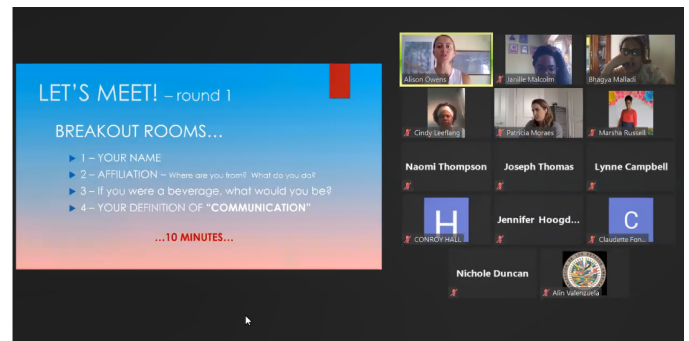 LET'S MEET! – round 1
BREAKOUT ROOMS...
1 – YOUR NAME
2 – AFFILIATION – Where are you from? What do you do?
3 – If you were a beverage, what would you be?
4 – YOUR DEFINITION OF "COMMUNICATION"
...10 MINUTES...
Alison Owens
Janille Malcolm
Bhagya Malladi
Cindy Leeflang
Patricia Moraes
Marsha Russell
Naomi Thompson
Joseph Thomas
Lynne Campbell
H
CONROY HALL
Jennifer Hoogd...
C
Claudette Fon...
Nichole Duncan
Alin Valenzuela